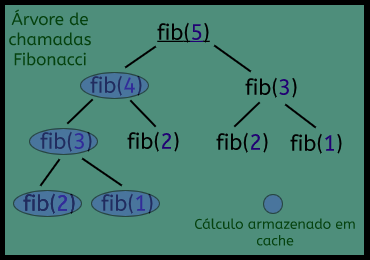 Árvore de
chamadas
Fibonacci
fib(5)
fib(4)
fib(3)
fib(3)
fib(2)
fib(2)
fib(1)
fib(2)
fib(1)
Cálculo armazenado em
cache